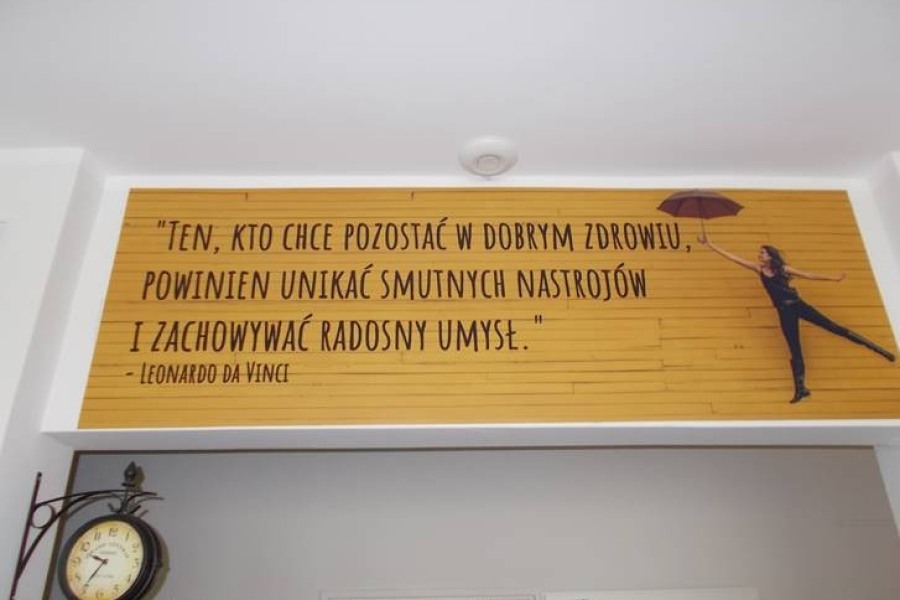 "Ten, kto chce pozostać w dobrym zdrowiu,
powinien unikać smutnych nastrojów
i zachowywać radosny umysł."
- Leonardo da Vinci